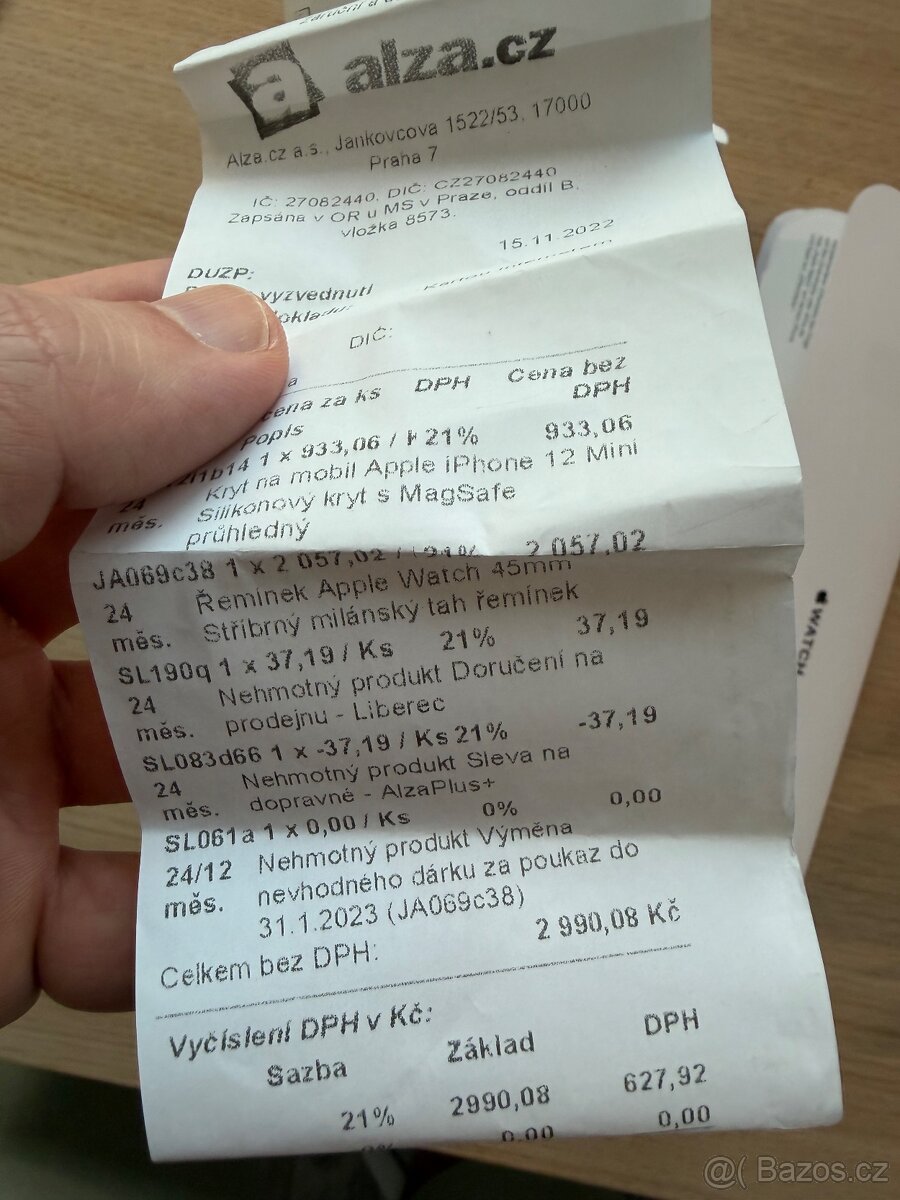 alza.cz
Alza.cz a.s., Jankovcova 1522/53, 17000
Praha 7
IČ: 27082440, DIČ: CZ27082440
Zapsána v OR u MS v Praze, oddíl B,
vložka 8573.
DUZP: 15.11.2022
vyzvednutí
DIČ:
cena za ks DPH Cena bez
Popis DPH
1 x 933,06 / 21% 933,06
24 Kryt na mobil Apple iPhone 12 Mini
měs. Silikonový kryt s MagSafe
průhledný
JA069c38 1 x 2 057,02 / 21% 2 057,02
24 Řemínek Apple Watch 45mm
měs. Stříbrný milánský tah řemínek
SL190q 1 x 37,19 / Ks 21% 37,19
24 Nehmotný produkt Doručení na
měs. prodejnu - Liberec
SL083d66 1 x -37,19 / Ks 21% -37,19
24 Nehmotný produkt Sleva na
měs. dopravné - AlzaPlus+
SL061a 1 x 0,00 / Ks 0% 0,00
24/12 Nehmotný produkt Výměna
měs. nevhodného dárku za poukaz do
31.1.2023 (JA069c38)
Celkem bez DPH: 2 990,08 Kč
Vyčíslení DPH v Kč:
Sazba Základ DPH
21% 2990,08 627,92
0% 0,00 0,00
WATCH
@( Bazos.cz